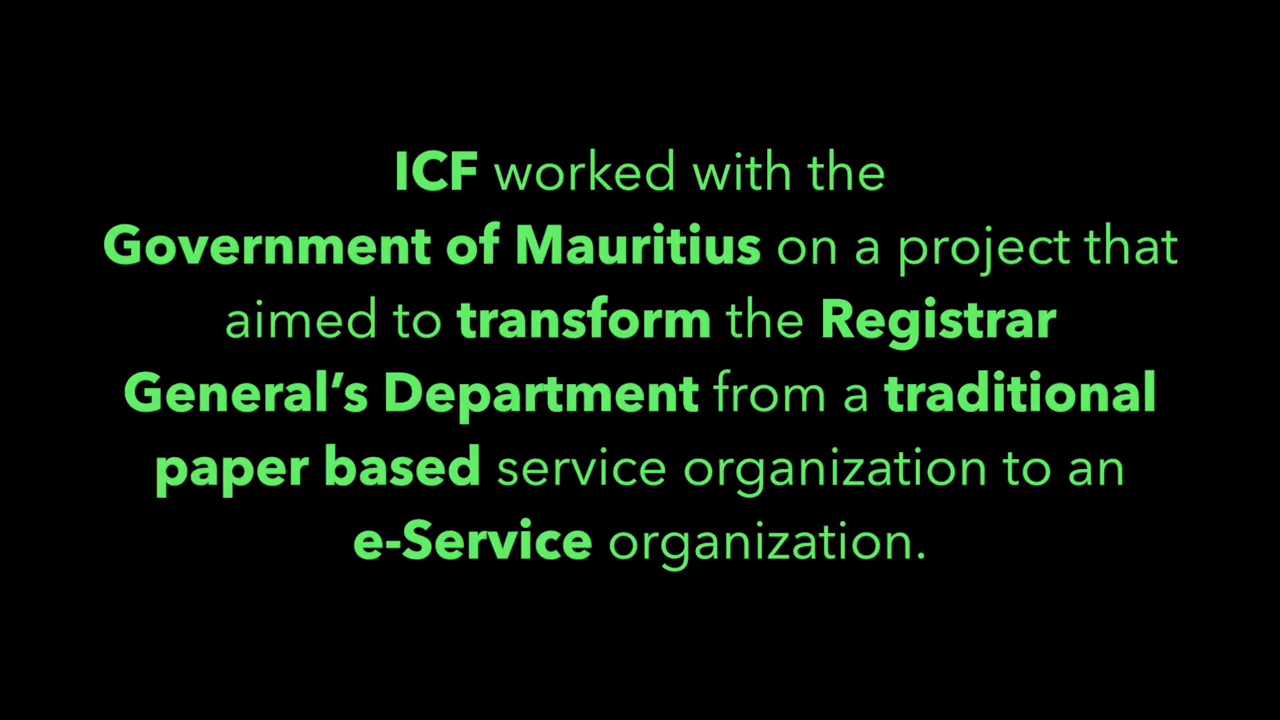 ICF worked with the
Government of Mauritius on a project that
aimed to transform the Registrar
General’s Department from a traditional
paper based service organization to an
e-Service organization.